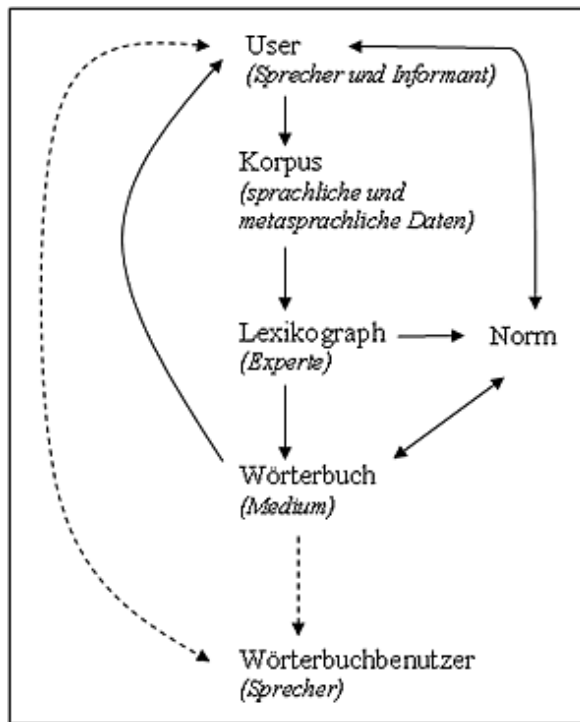 User
(Sprecher und Informant)
Korpus
(sprachliche und
metasprachliche Daten)
Lexikograph
(Experte)
Norm
Wörterbuch
(Medium)
Wörterbuchbenutzer
(Sprecher)